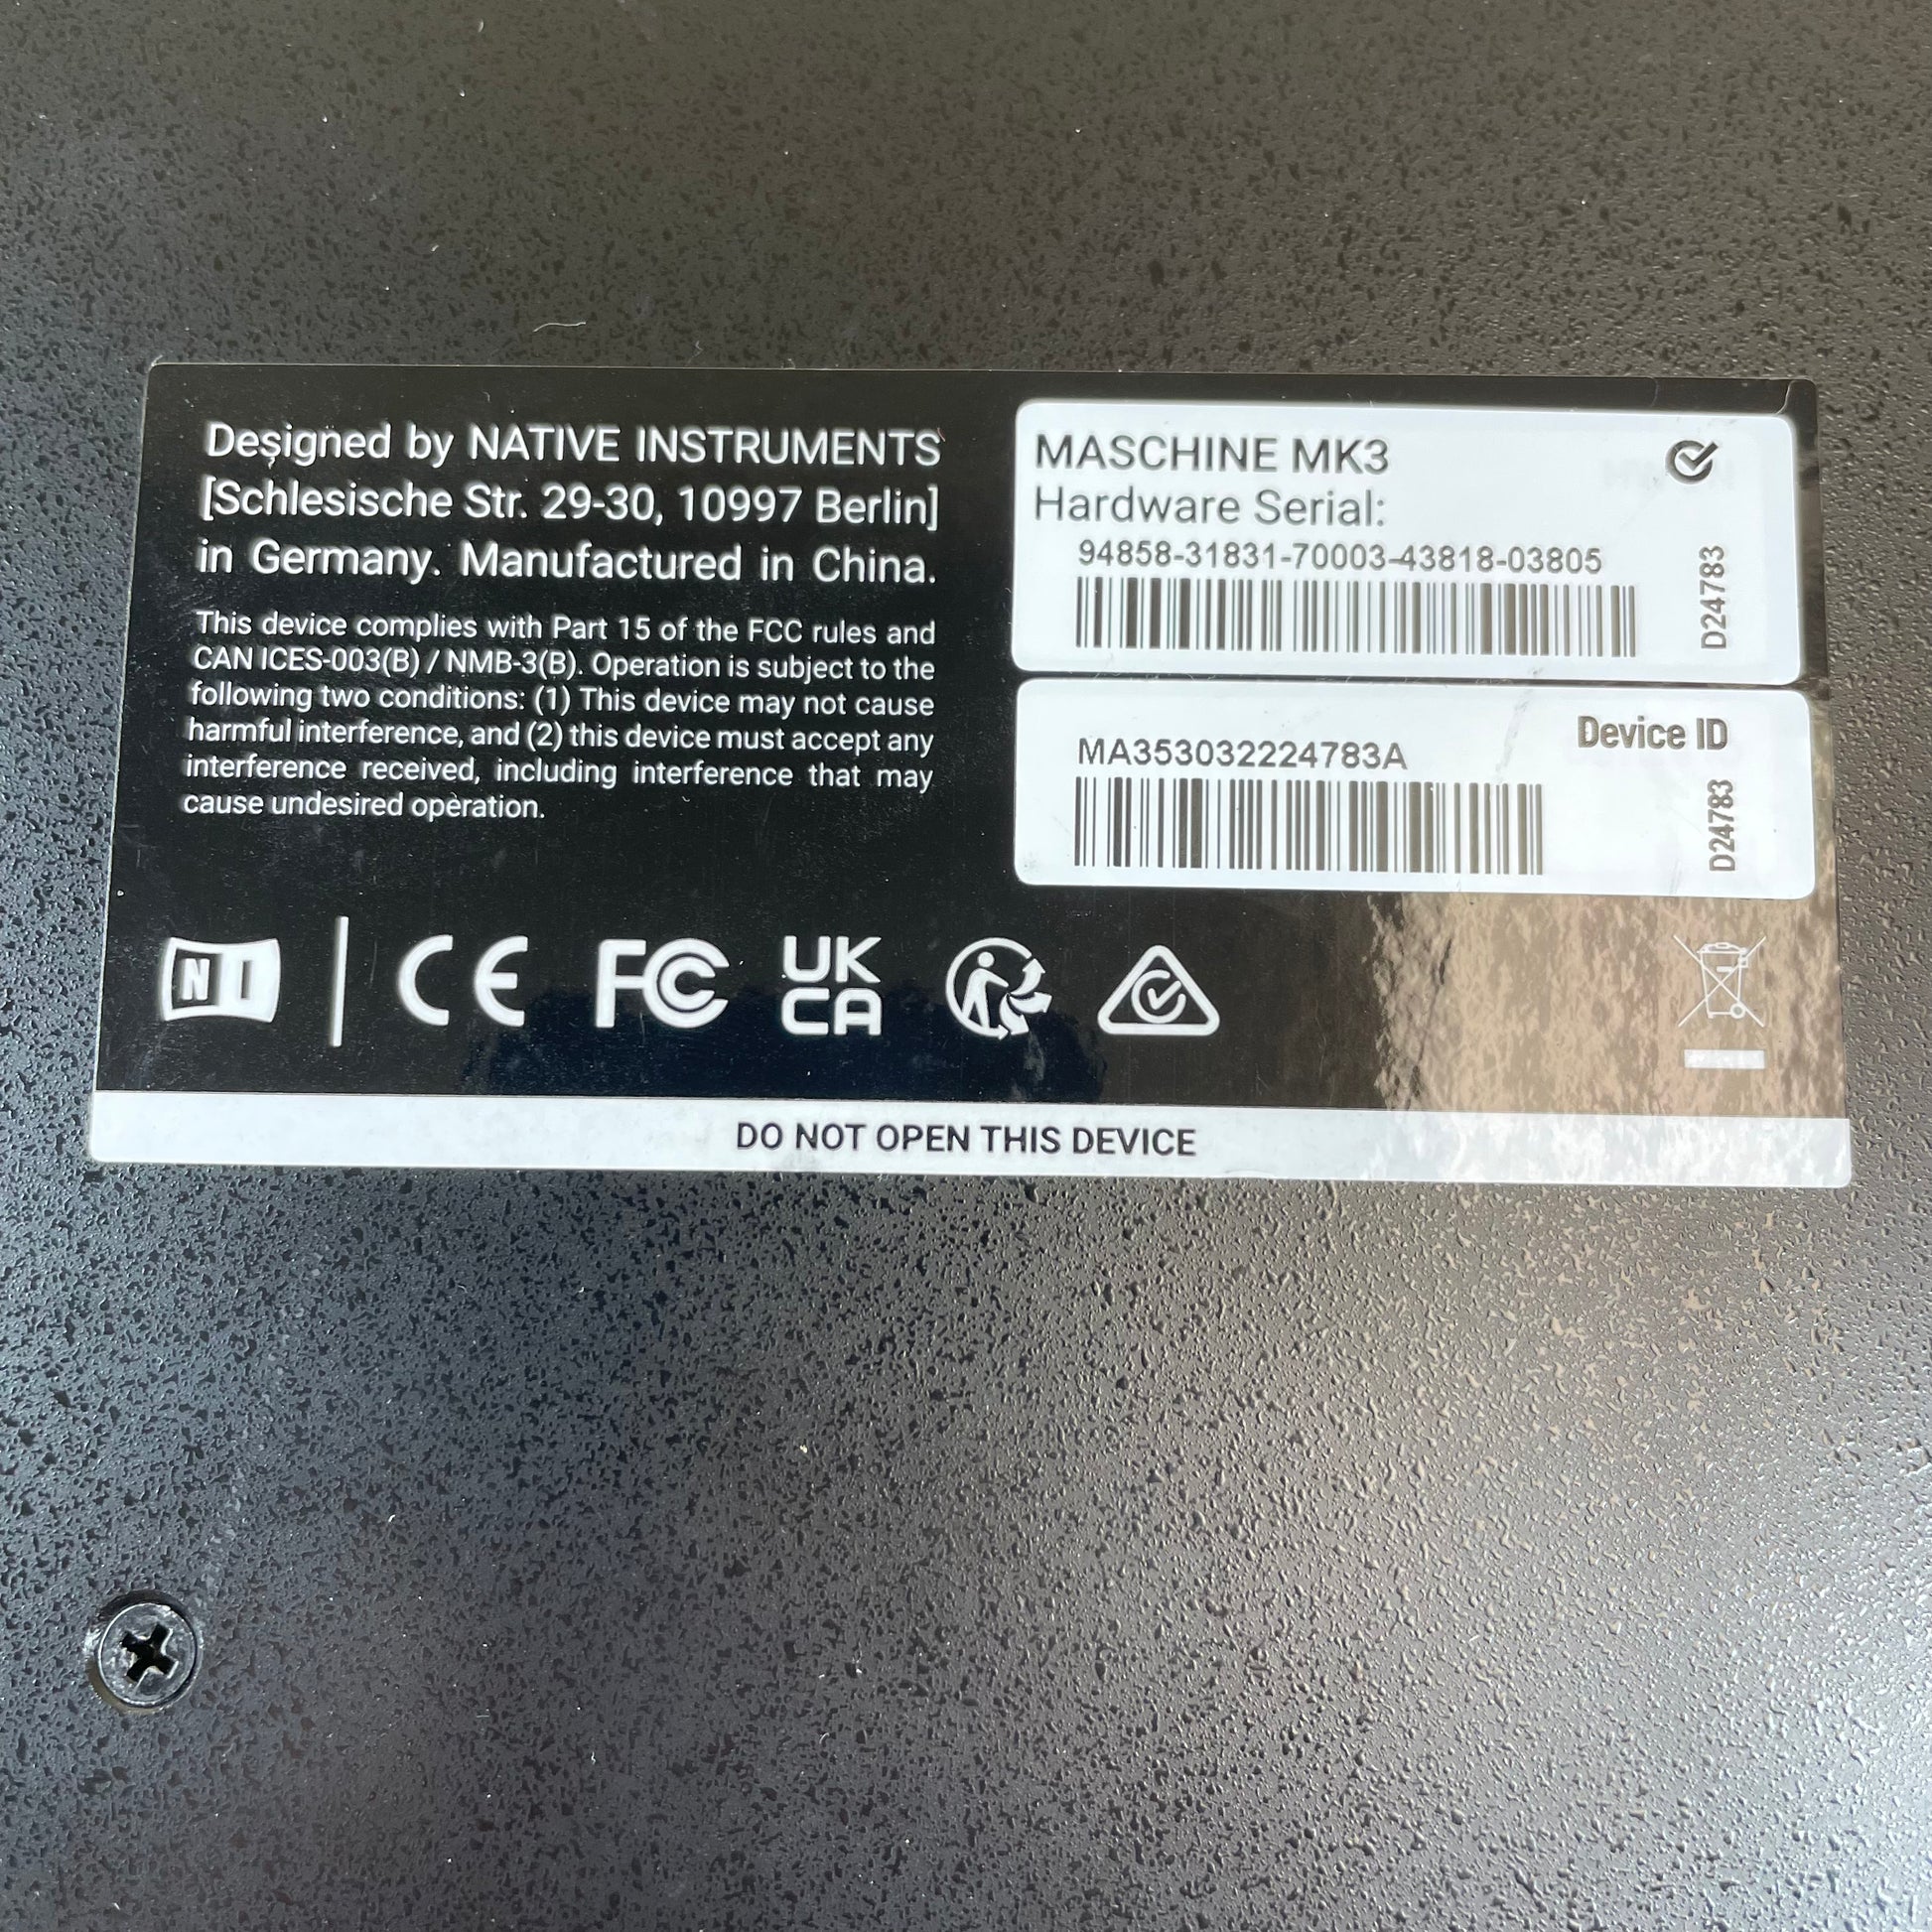 Designed by NATIVE INSTRUMENTS
[Schlesische Str. 29-30, 10997 Berlin]
in Germany. Manufactured in China.
This device complies with Part 15 of the FCC rules and
CAN ICES-003(B) / NMB-3(B). Operation is subject to the
following two conditions: (1) This device may not cause
harmful interference, and (2) this device must accept any
interference received, including interference that may
cause undesired operation.
MASCHINE MK3
Hardware Serial:
94858-31831-70003-43818-03805
D24783
Device ID
MA353032224783A
D24783
NI
CE
FC
UK
CA
DO NOT OPEN THIS DEVICE